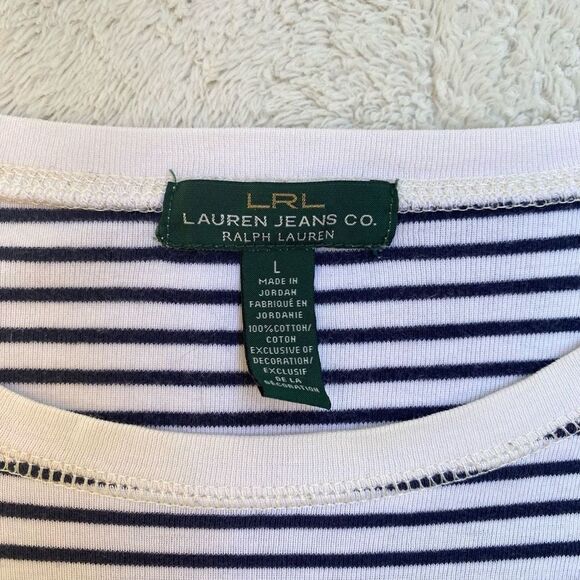 LRL
LAUREN JEANS CO.
RALPH LAUREN
L
MADE IN
JORDAN
FABRIQUÉ EN
JORDANIE
100%COTTON/
COTON
EXCLUSIVE OF
DECORATION/
EXCLUSIF
DE LA
DÉCORATION